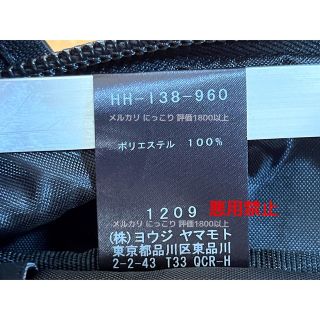 HH-I38-960
メルカリ にっこり 評価1800以上
ポリエステル 100%
1209
悪用禁止
メルカリ にっこり 評価1800以上
(株)ヨウジ ヤマモト
東京都品川区東品川
2-2-43 T33 QCR-H